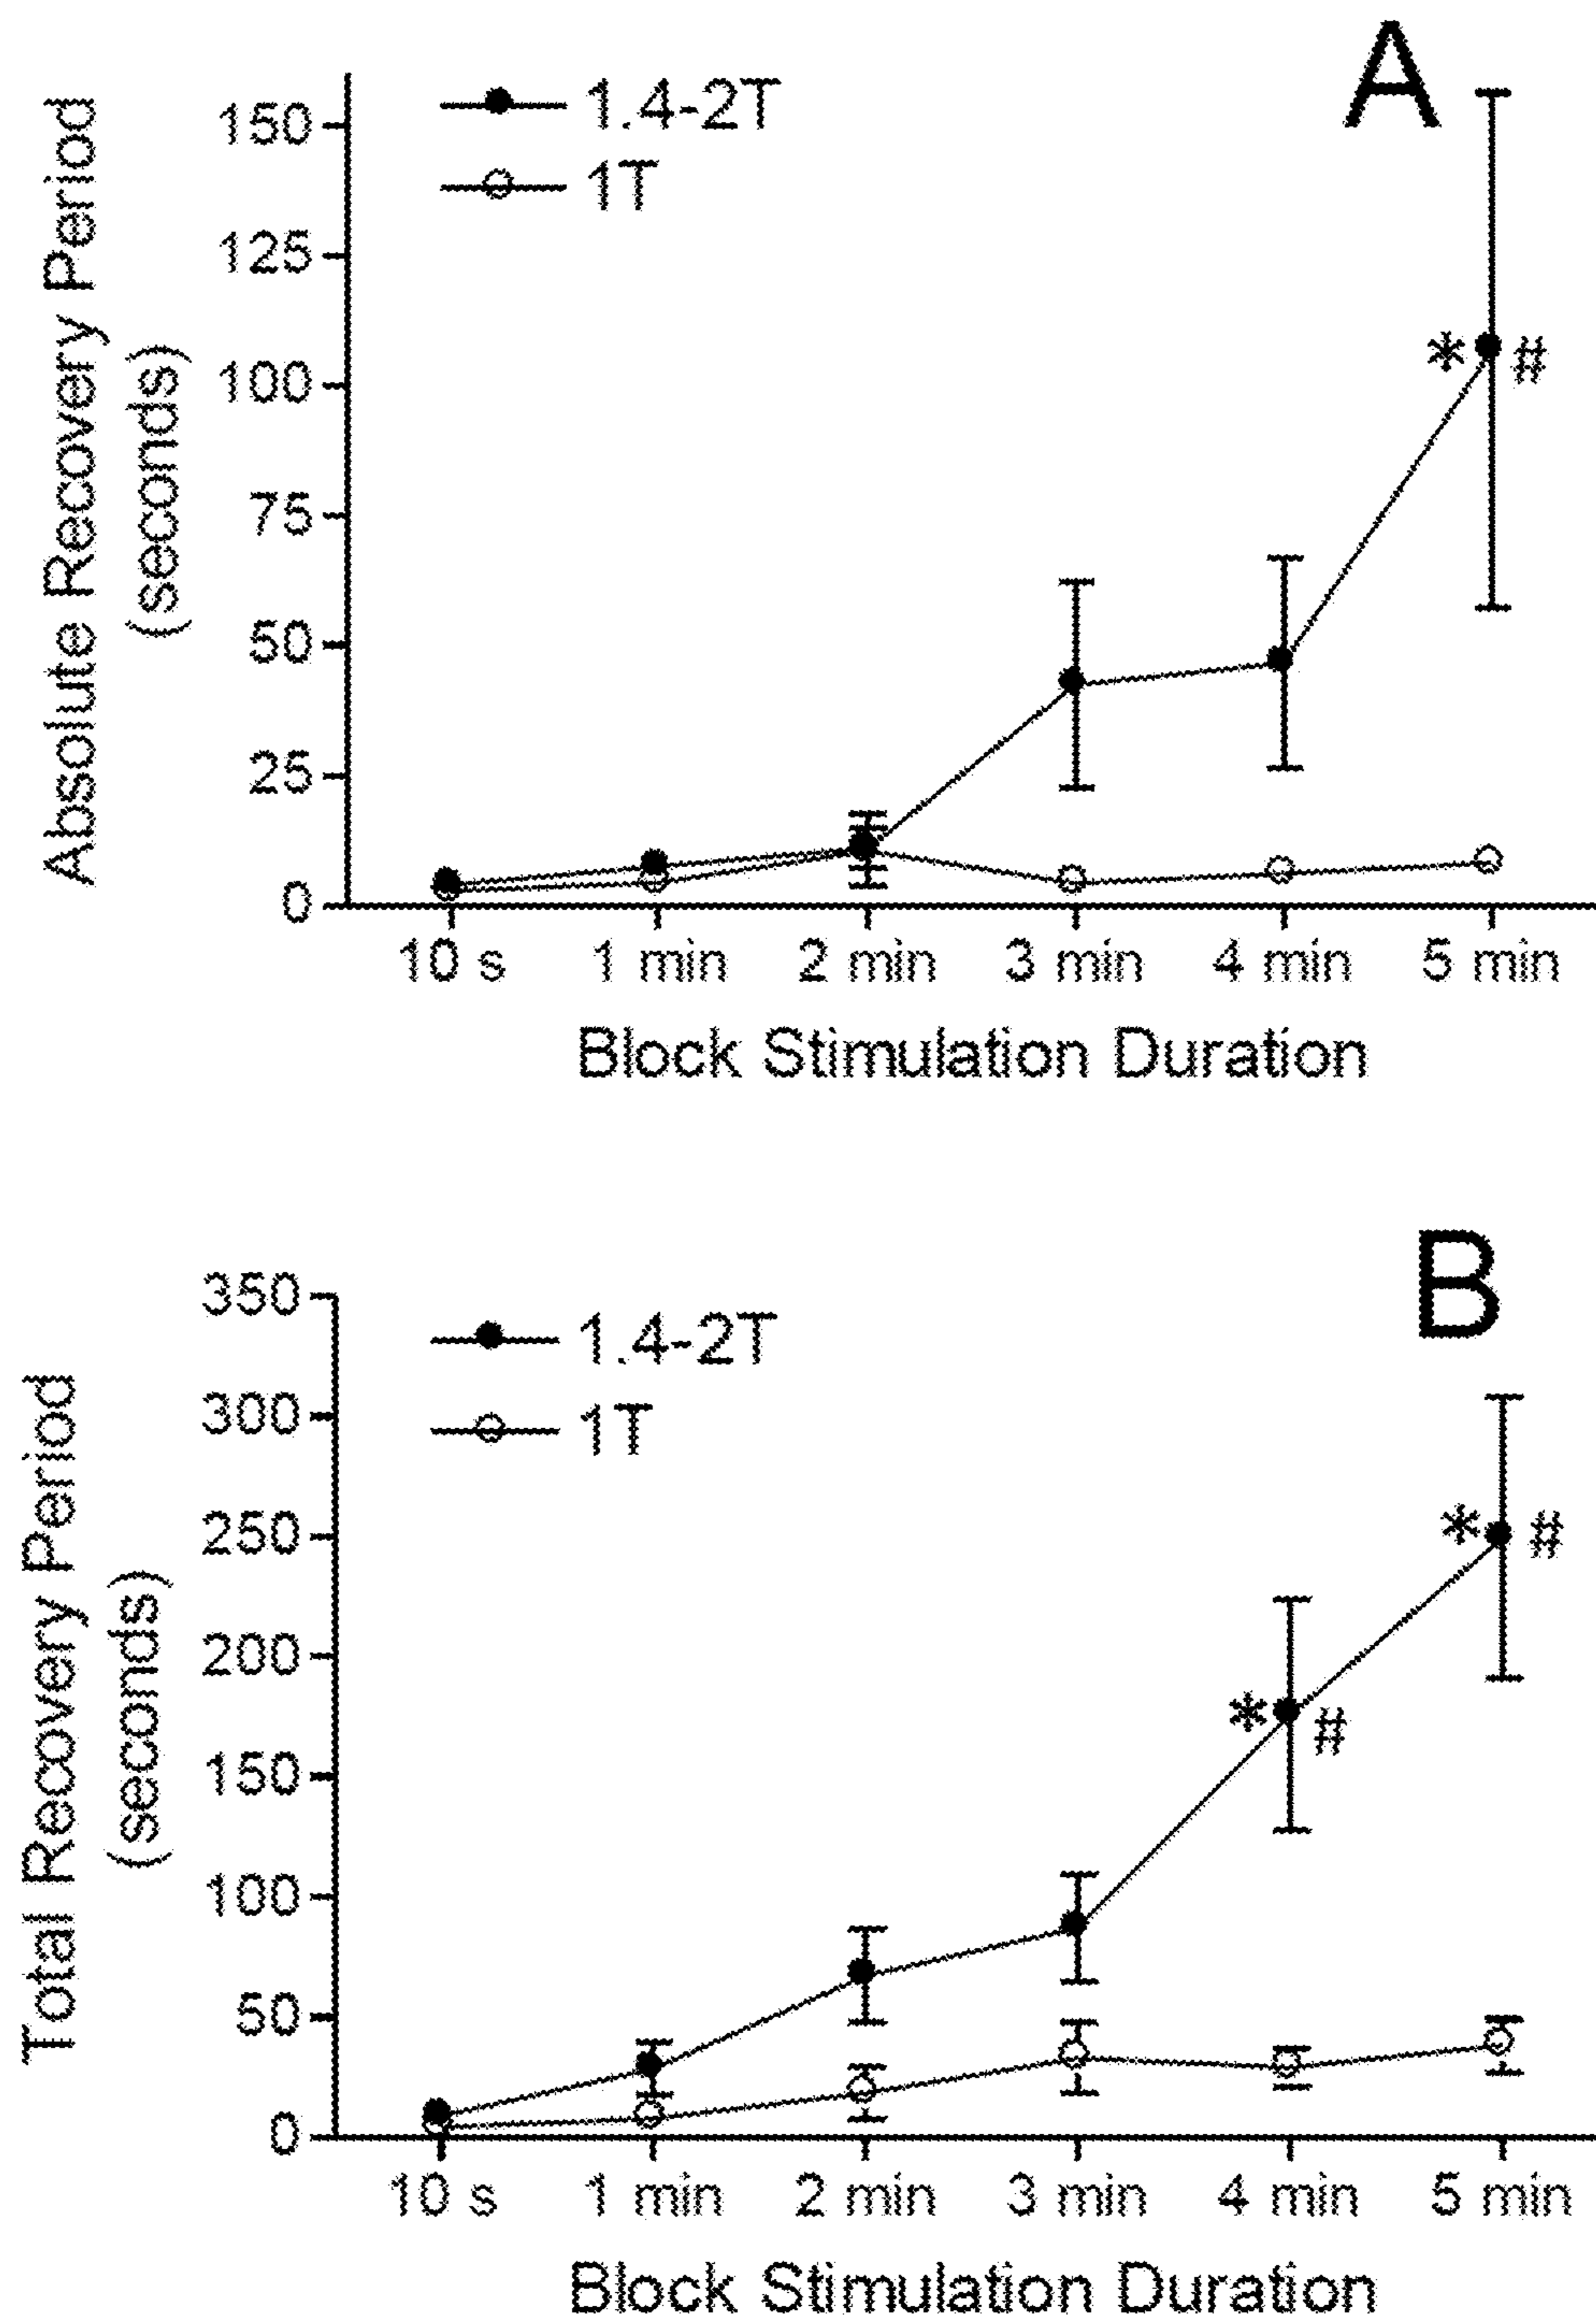 A
1.4-2T
1T
Absolute Recovery Period
(seconds)
150
125
100
75
50
25
0
* #
10 s 1 min 2 min 3 min 4 min 5 min
Block Stimulation Duration
B
1.4-2T
1T
Total Recovery Period
(seconds)
350
300
250
200
150
100
50
0
* #
* #
10 s 1 min 2 min 3 min 4 min 5 min
Block Stimulation Duration